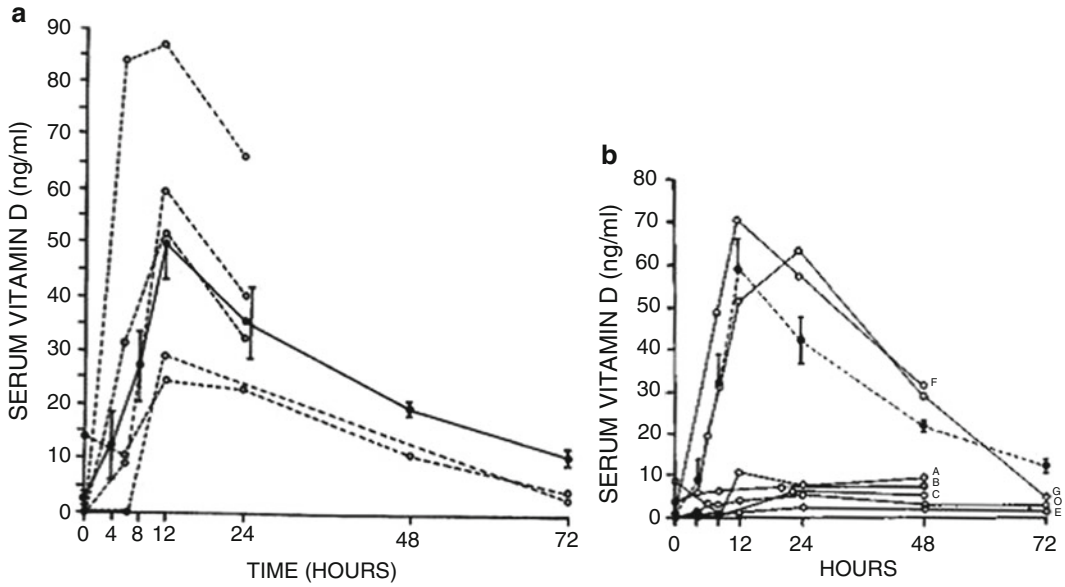 a
90
80
70
60
50
40
30
20
10
0
SERUM VITAMIN D (ng/ml)
0 4 8 12 24 48 72
TIME (HOURS)
b
80
70
60
50
40
30
20
10
0
SERUM VITAMIN D (ng/ml)
F
A
B
C
G
O
E
0 12 24 48 72
HOURS